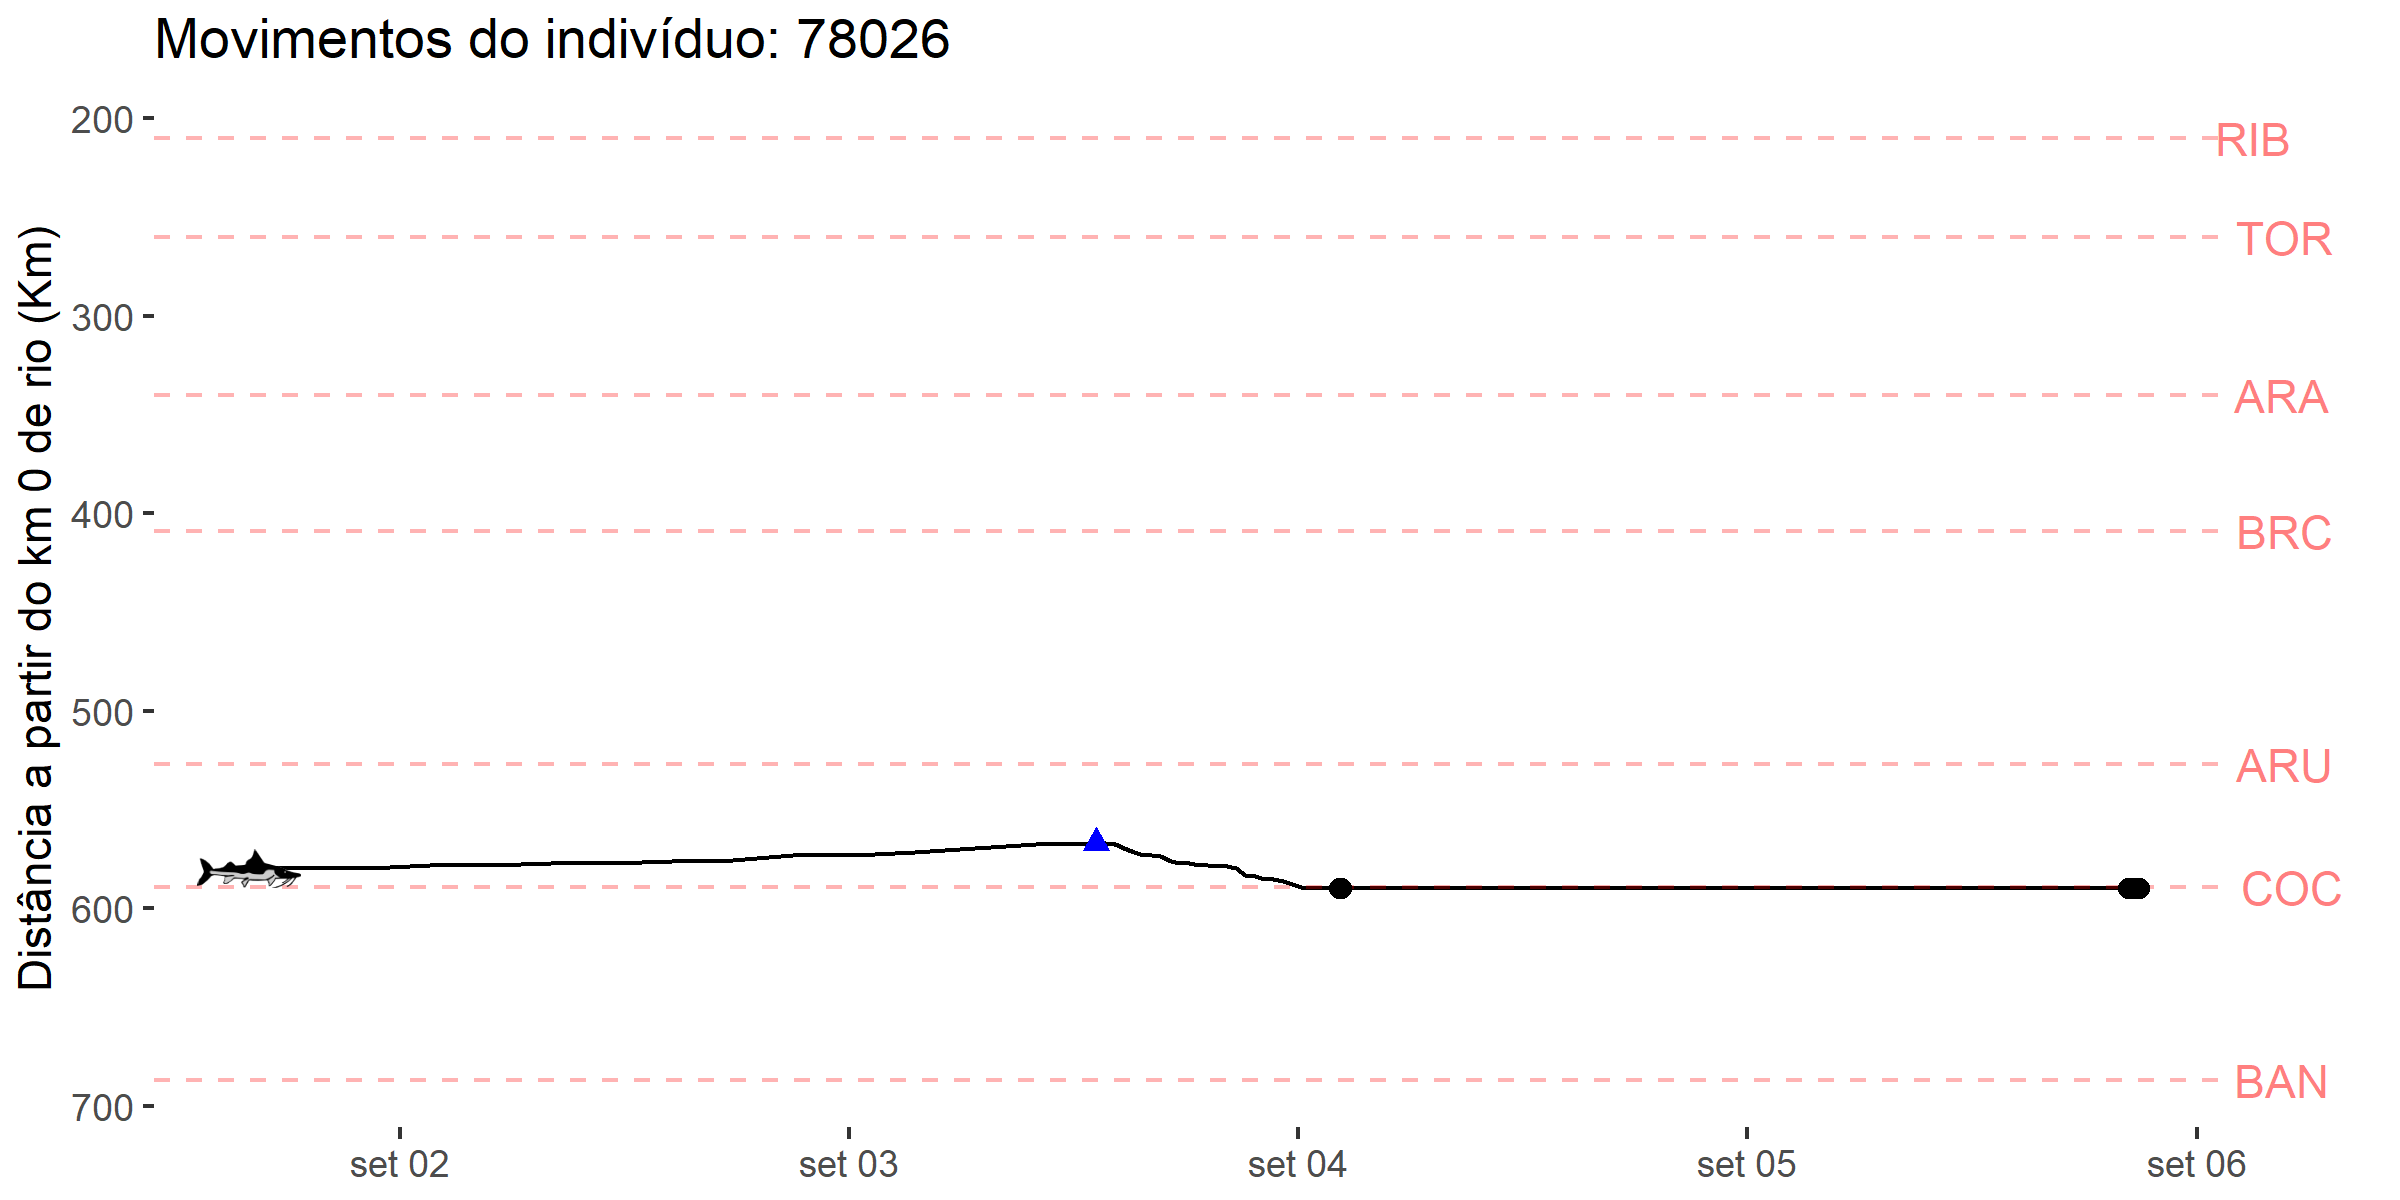 Movimentos do indivíduo: 78026
Distância a partir do km 0 de rio (Km)
200
300
400
500
600
700
RIB
TOR
ARA
BRC
ARU
COC
BAN
set 02
set 03
set 04
set 05
set 06